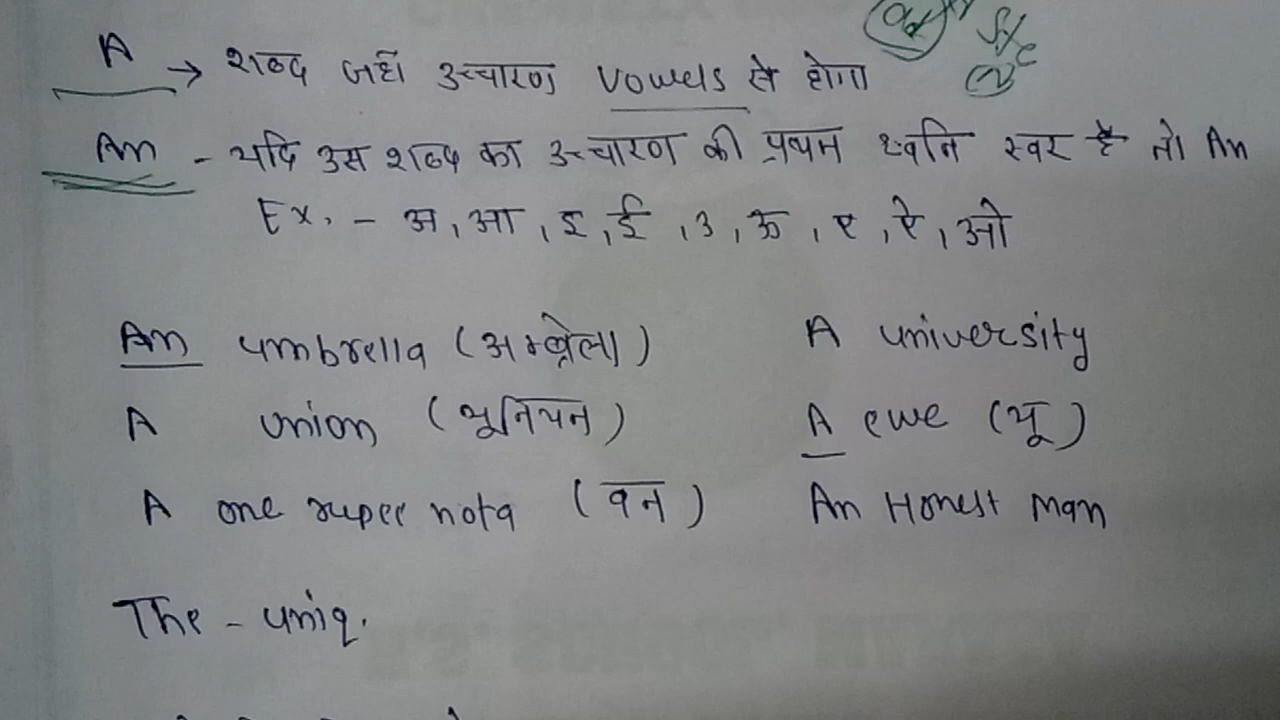 A → शब्द जहाँ उच्चारण Vowels से होगा
An - यदि उस शब्द का उच्चारण की प्रथम ध्वनि स्वर है तो An
Ex. - अ, आ, इ, ई, उ, ऊ, ए, ऐ, ओ
An umbrella (अम्ब्रेला) A university
A union (यूनियन) A ewe (यू)
A one rupee nota (वन) An Honest Man
The - uniq.